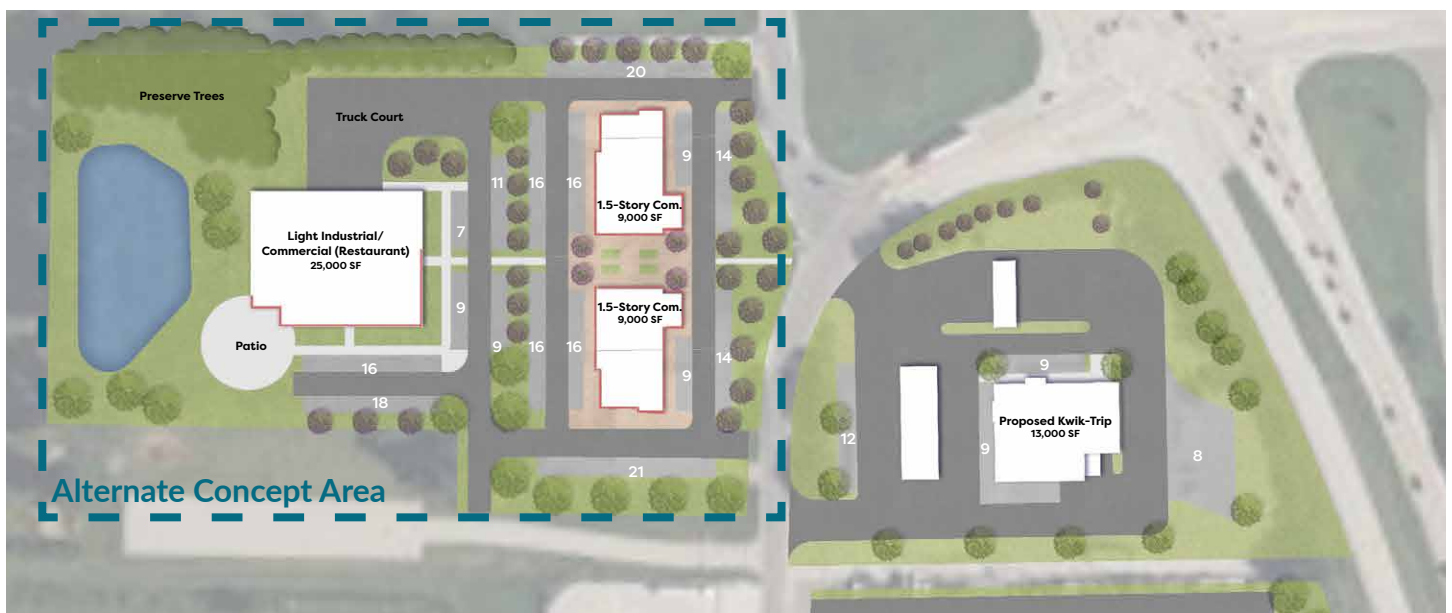 Preserve Trees
20
Truck Court
9
14
11
16
16
1.5-Story Com.
9,000 SF
7
Light Industrial/
Commercial (Restaurant)
25,000 SF
1.5-Story Com.
9,000 SF
9
Patio
9
16
16
9
14
16
18
21
Alternate Concept Area
9
Proposed Kwik-Trip
13,000 SF
12
9
8